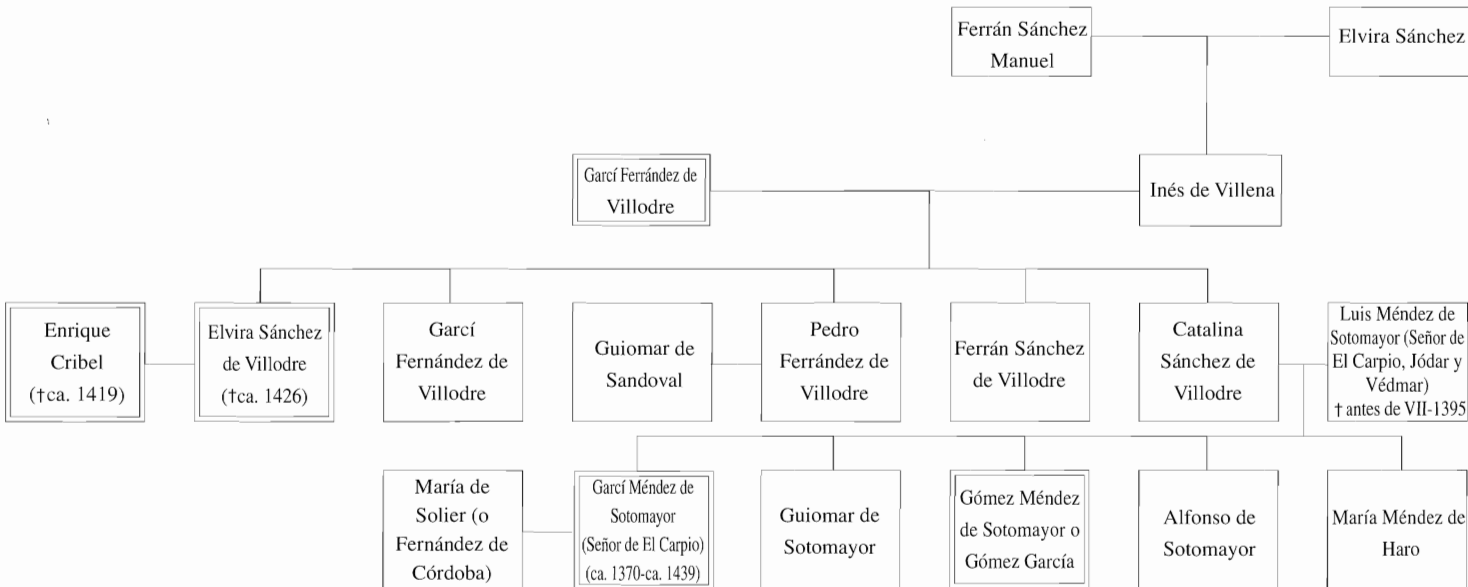 Ferrán Sánchez
Manuel
Elvira Sánchez
Garcí Ferrández de
Villodre
Inés de Villena
Enrique
Cribel
(†ca. 1419)
Elvira Sánchez
de Villodre
(†ca. 1426)
Garcí
Fernández de
Villodre
Guiomar de
Sandoval
Pedro
Ferrández de
Villodre
Ferrán Sánchez
de Villodre
Catalina
Sánchez de
Villodre
Luis Méndez de
Sotomayor (Señor de
El Carpio, Jódar y
Védmar)
† antes de VII-1395
María de
Solier (o
Fernández de
Córdoba)
Garcí Méndez de
Sotomayor
(Señor de El Carpio)
(ca. 1370-ca. 1439)
Guiomar de
Sotomayor
Gómez Méndez
de Sotomayor o
Gómez García
Alfonso de
Sotomayor
María Méndez de
Haro